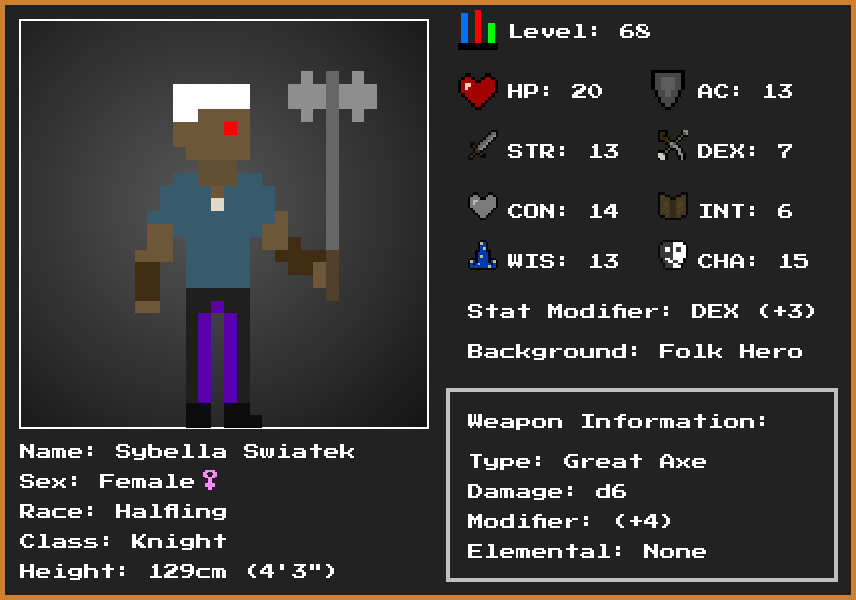 Level: 68
HP: 20 AC: 13
STR: 13 DEX: 7
CON: 14 INT: 6
WIS: 13 CHA: 15
Stat Modifier: DEX (+3)
Background: Folk Hero
Weapon Information:
Type: Great Axe
Damage: d6
Modifier: (+4)
Elemental: None
Name: Sybella Swiatek
Sex: Female♀
Race: Halfling
Class: Knight
Height: 129cm (4'3")